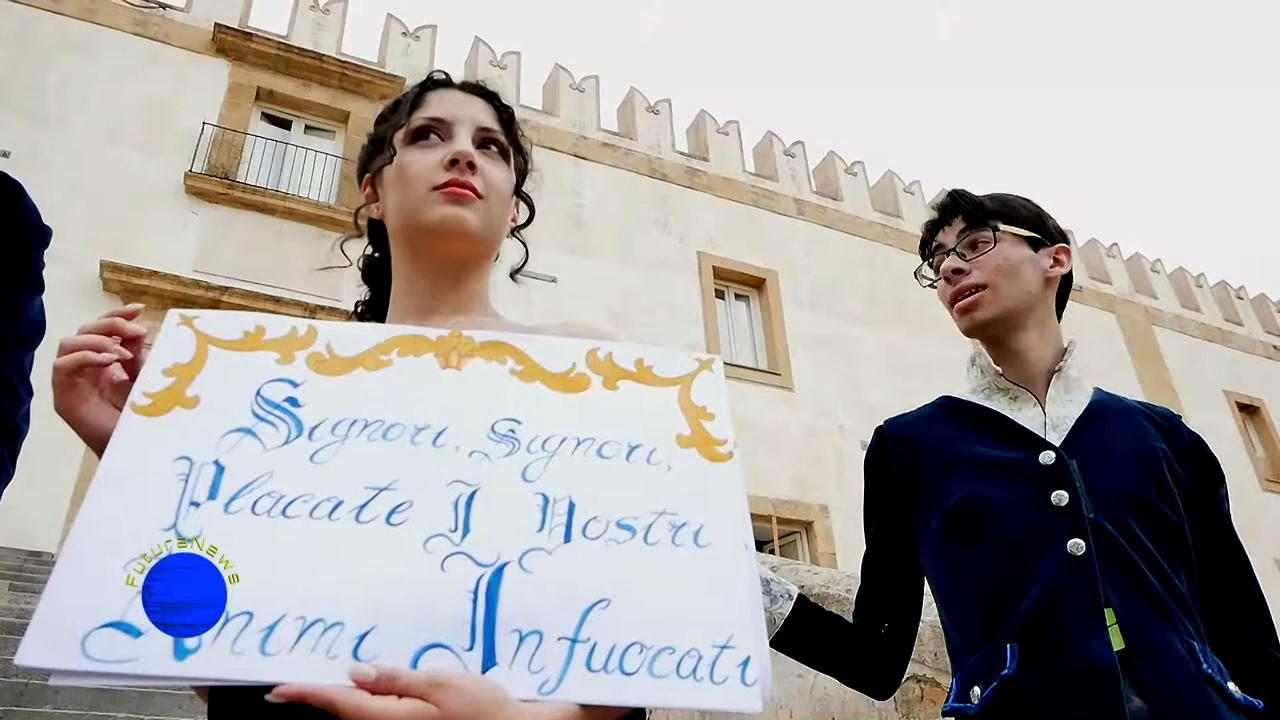 Signori, Signori,
Placate I Vostri
Animi Infuocati
FutureNews